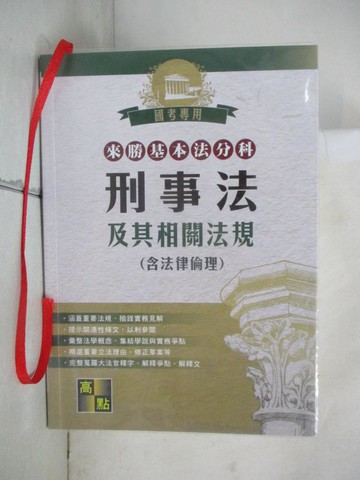 國考專用
來勝基本法分科
刑事法
及其相關法規
(含法律倫理)
•涵蓋重要法規、擒錄實務見解
•提示關連性條文，以利參閱
•彙整法學概念、集結學說與實務爭點
•精選重要立法理由、修正草案等
•完整蒐羅大法官釋字、解釋爭點、解釋文
高點